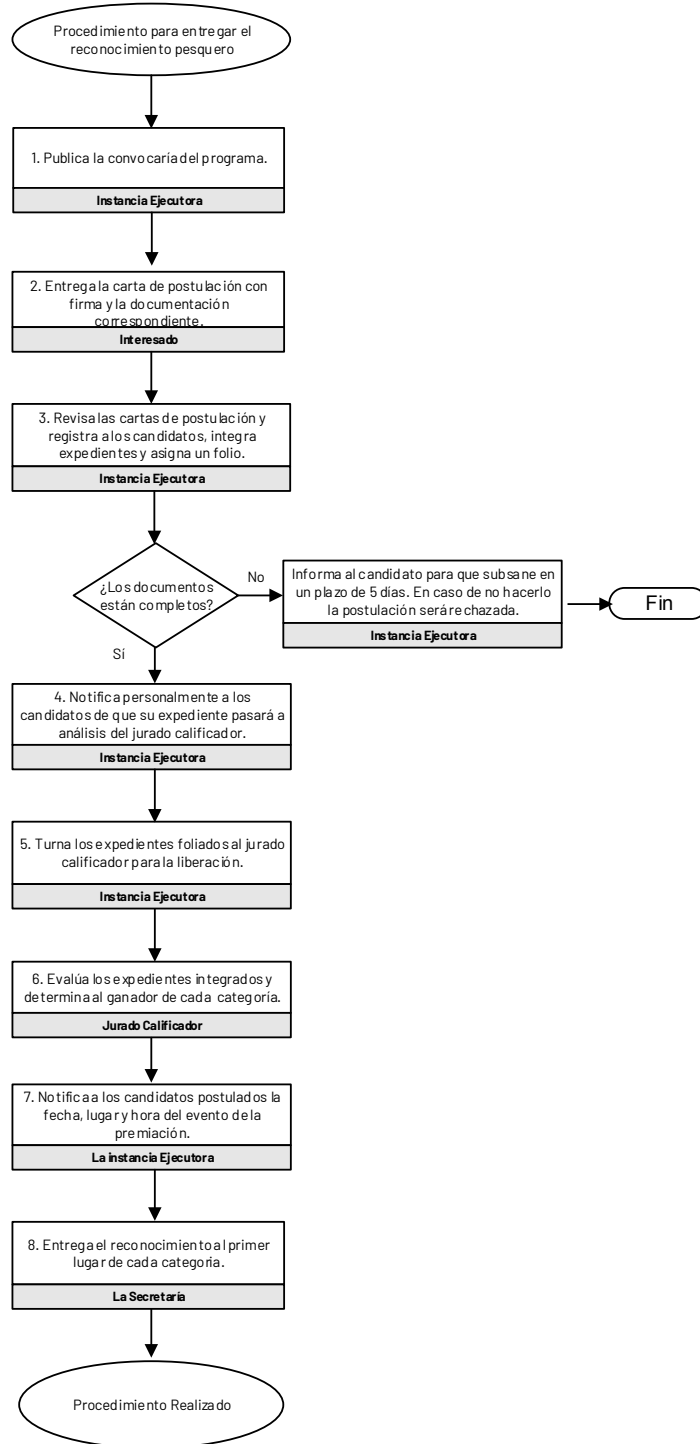 Procedimiento para entregar el
reconocimiento pesquero
1. Publica la convocaría del programa.
Instancia Ejecutora
2. Entrega la carta de postulación con
firma y la documentación
correspondiente.
Interesado
3. Revisa las cartas de postulación y
registra a los candidatos, integra
expedientes y asigna un folio.
Instancia Ejecutora
¿Los documentos
están completos?
No
Informa al candidato para que subsane en
un plazo de 5 días. En caso de no hacerlo
la postulación será rechazada.
Instancia Ejecutora
Fin
Sí
4. Notifica personalmente a los
candidatos de que su expediente pasará a
análisis del jurado calificador.
Instancia Ejecutora
5. Turna los expedientes foliados al jurado
calificador para la liberación.
Instancia Ejecutora
6. Evalúa los expedientes integrados y
determina al ganador de cada categoría.
Jurado Calificador
7. Notifica a los candidatos postulados la
fecha, lugar y hora del evento de la
premiación.
La instancia Ejecutora
8. Entrega el reconocimiento al primer
lugar de cada categoria.
La Secretaría
Procedimiento Realizado